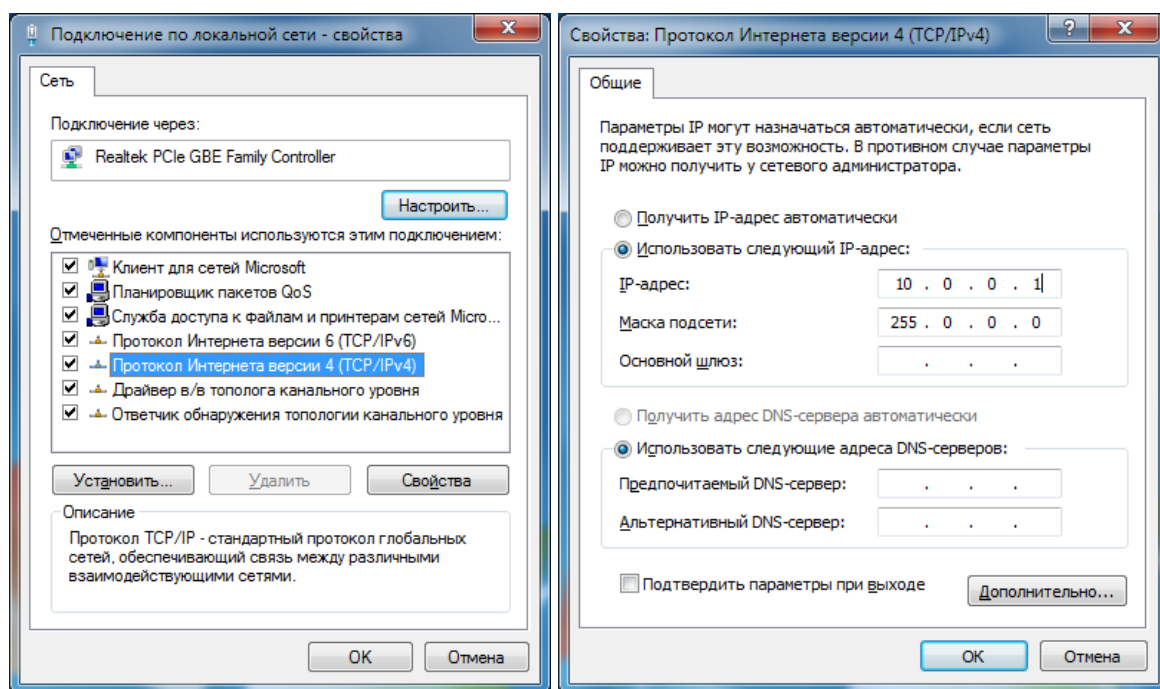 Подключение по локальной сети - свойства
Сеть
Подключение через:
Realtek PCIe GBE Family Controller
Настроить...
Отмеченные компоненты используются этим подключением:
Клиент для сетей Microsoft
Планировщик пакетов QoS
Служба доступа к файлам и принтерам сетей Micro...
Протокол Интернета версии 6 (TCP/IPv6)
Протокол Интернета версии 4 (TCP/IPv4)
Драйвер в/в тополога канального уровня
Ответчик обнаружения топологии канального уровня
Установить...
Удалить
Свойства
Описание
Протокол TCP/IP - стандартный протокол глобальных
сетей, обеспечивающий связь между различными
взаимодействующими сетями.
OK
Отмена
Свойства: Протокол Интернета версии 4 (TCP/IPv4)
Общие
Параметры IP могут назначаться автоматически, если сеть
поддерживает эту возможность. В противном случае параметры
IP можно получить у сетевого администратора.
Получить IP-адрес автоматически
Использовать следующий IP-адрес:
IP-адрес: 10 . 0 . 0 . 1
Маска подсети: 255 . 0 . 0 . 0
Основной шлюз: . . .
Получить адрес DNS-сервера автоматически
Использовать следующие адреса DNS-серверов:
Предпочитаемый DNS-сервер: . . .
Альтернативный DNS-сервер: . . .
Подтвердить параметры при выходе
Дополнительно...
OK
Отмена